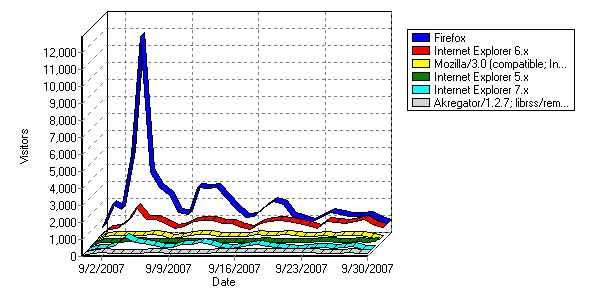 12,000
11,000
10,000
9,000
8,000
7,000
6,000
5,000
4,000
3,000
2,000
1,000
0
Visitors
9/2/2007 9/9/2007 9/16/2007 9/23/2007 9/30/2007
Date
Firefox
Internet Explorer 6.x
Mozilla/3.0 (compatible; In...
Internet Explorer 5.x
Internet Explorer 7.x
Akregator/1.2.7; librss/rem...